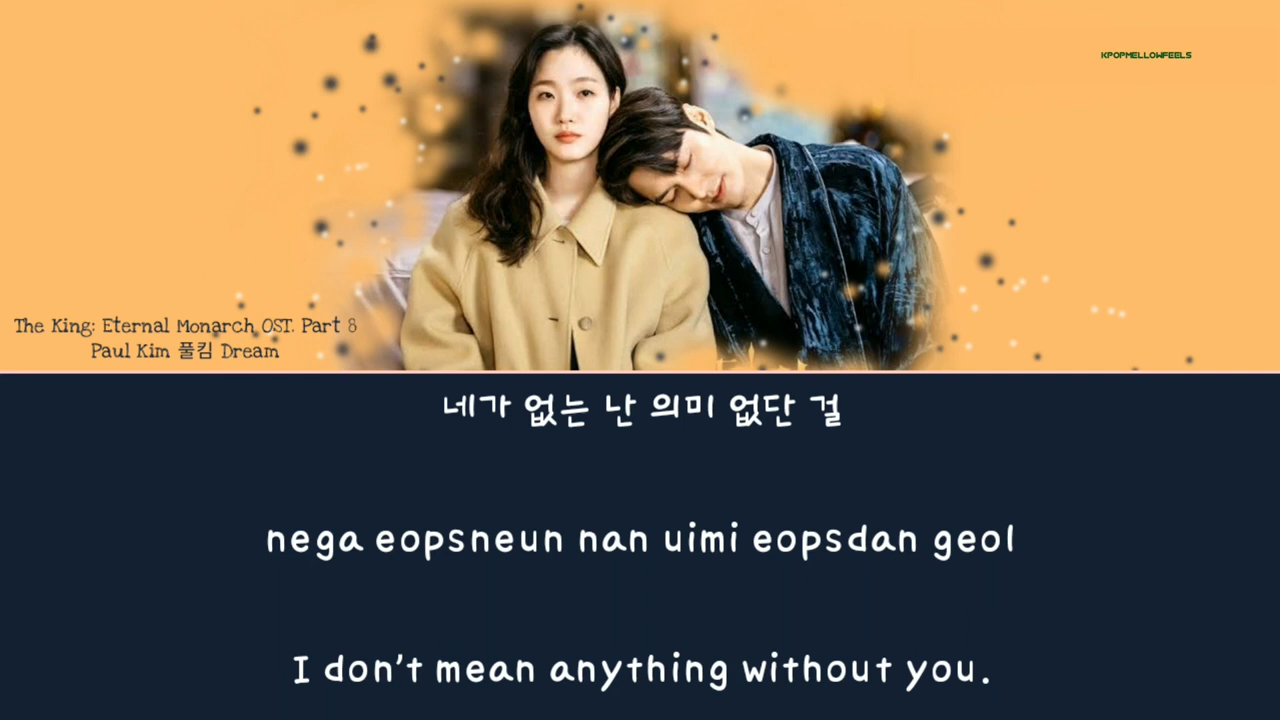 KPOPMELLOWFEELS
The King: Eternal Monarch OST. Part 8
Paul Kim 폴킴 Dream
네가 없는 난 의미 없단 걸
nega eopsneun nan uimi eopsdan geol
I don't mean anything without you.